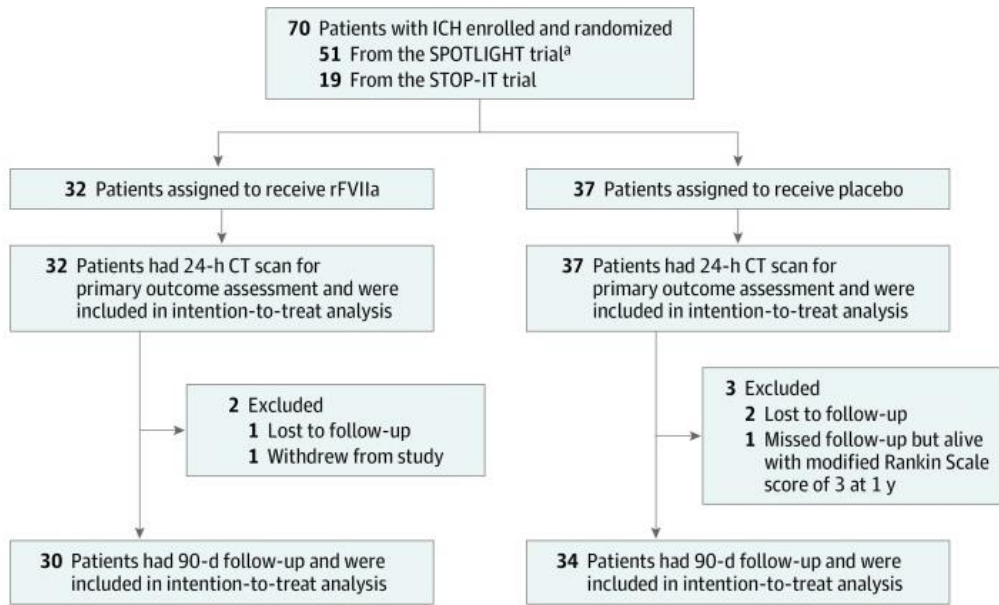 70 Patients with ICH enrolled and randomized
51 From the SPOTLIGHT trialᵃ
19 From the STOP-IT trial
32 Patients assigned to receive rFVIIa
37 Patients assigned to receive placebo
32 Patients had 24-h CT scan for
primary outcome assessment and were
included in intention-to-treat analysis
37 Patients had 24-h CT scan for
primary outcome assessment and were
included in intention-to-treat analysis
2 Excluded
1 Lost to follow-up
1 Withdrew from study
3 Excluded
2 Lost to follow-up
1 Missed follow-up but alive
with modified Rankin Scale
score of 3 at 1 y
30 Patients had 90-d follow-up and were
included in intention-to-treat analysis
34 Patients had 90-d follow-up and were
included in intention-to-treat analysis